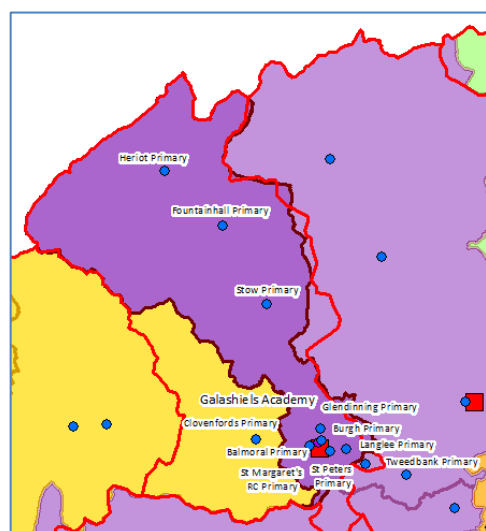 Heriot Primary
Fountainhall Primary
Stow Primary
Galashiels Academy
Glendinning Primary
Clovenfords Primary
Burgh Primary
Balmoral Primary
Langlee Primary
Tweedbank Primary
St Margaret's
RC Primary
St Peters
Primary